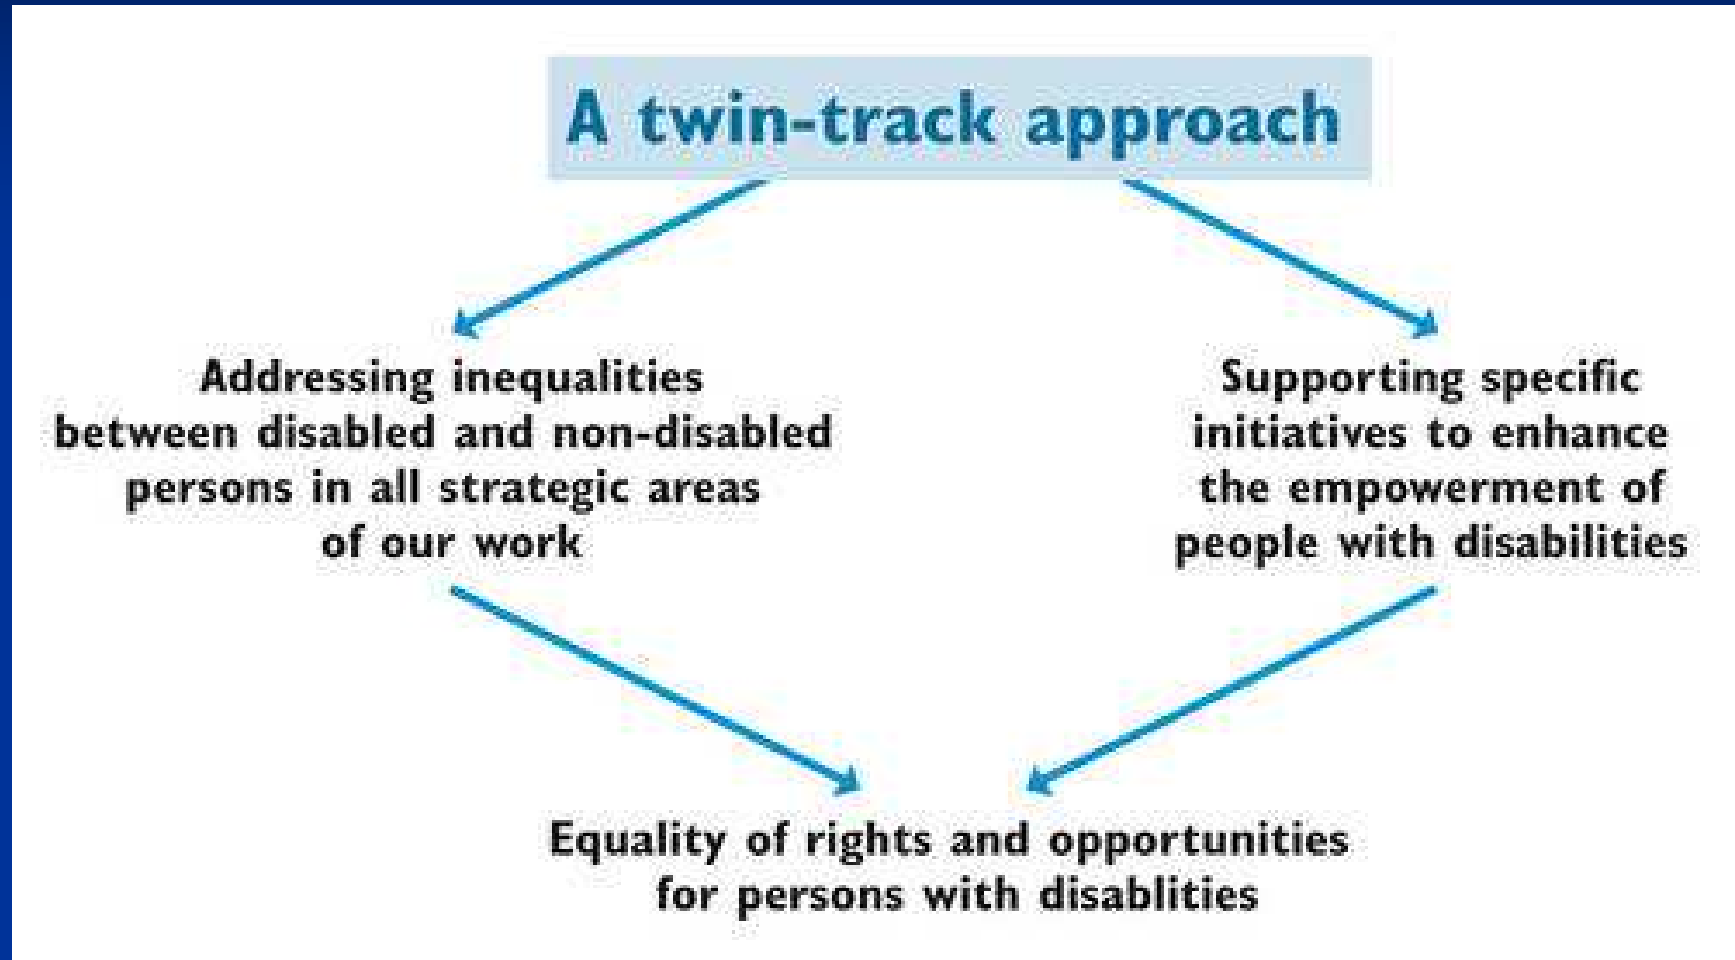 A twin-track approach
Addressing inequalities
between disabled and non-disabled
persons in all strategic areas
of our work
Supporting specific
initiatives to enhance
the empowerment of
people with disabilities
Equality of rights and opportunities
for persons with disablities